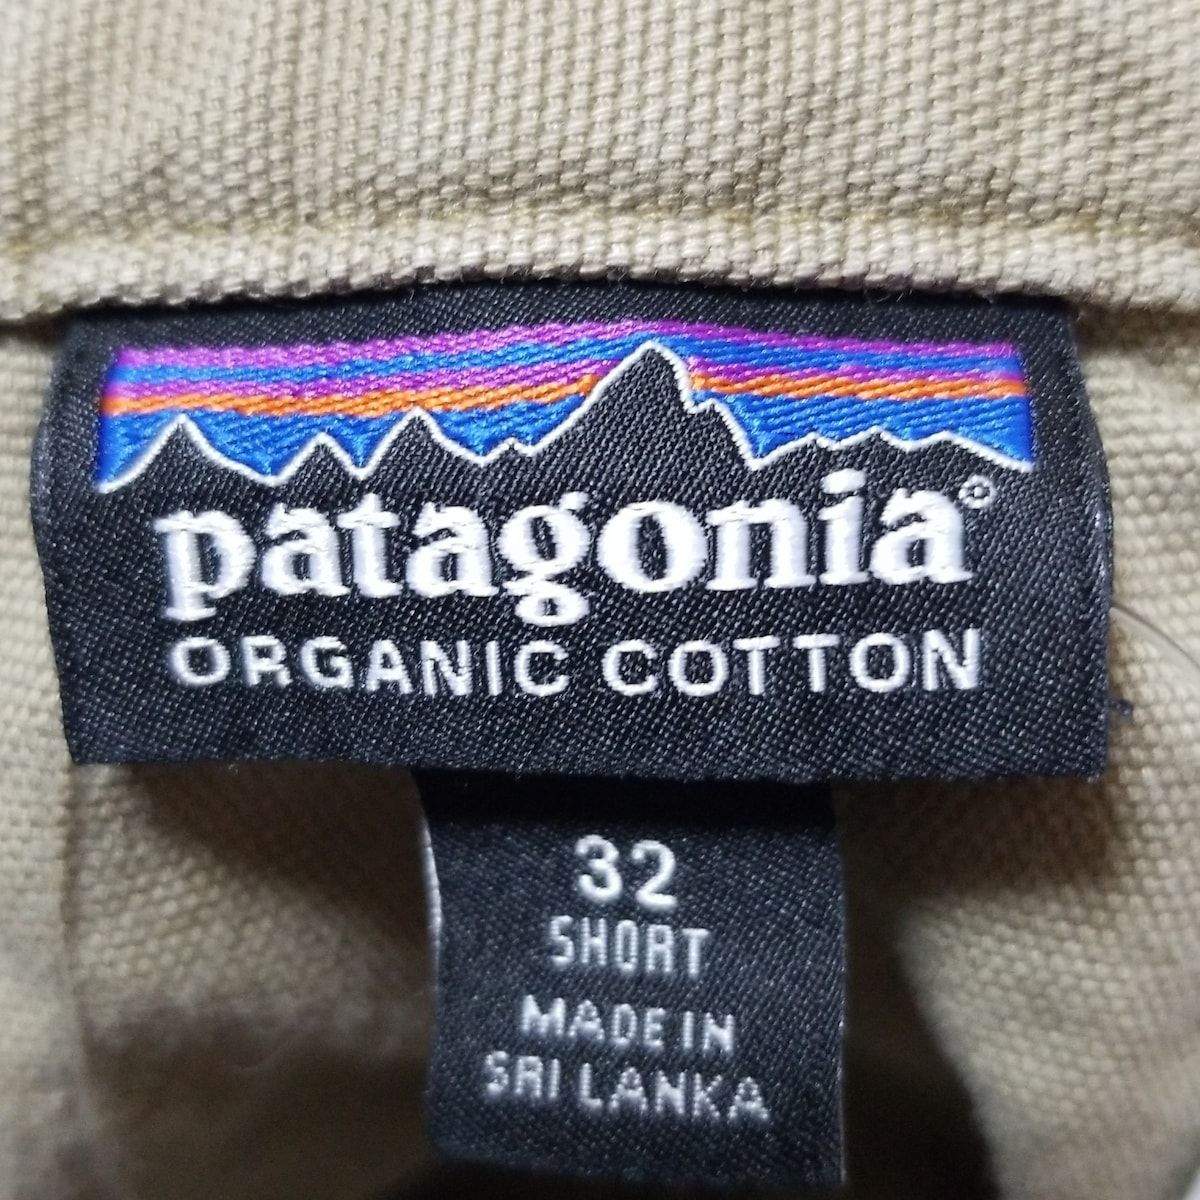 patagonia®
ORGANIC COTTON
32
SHORT
MADE IN
SRI LANKA